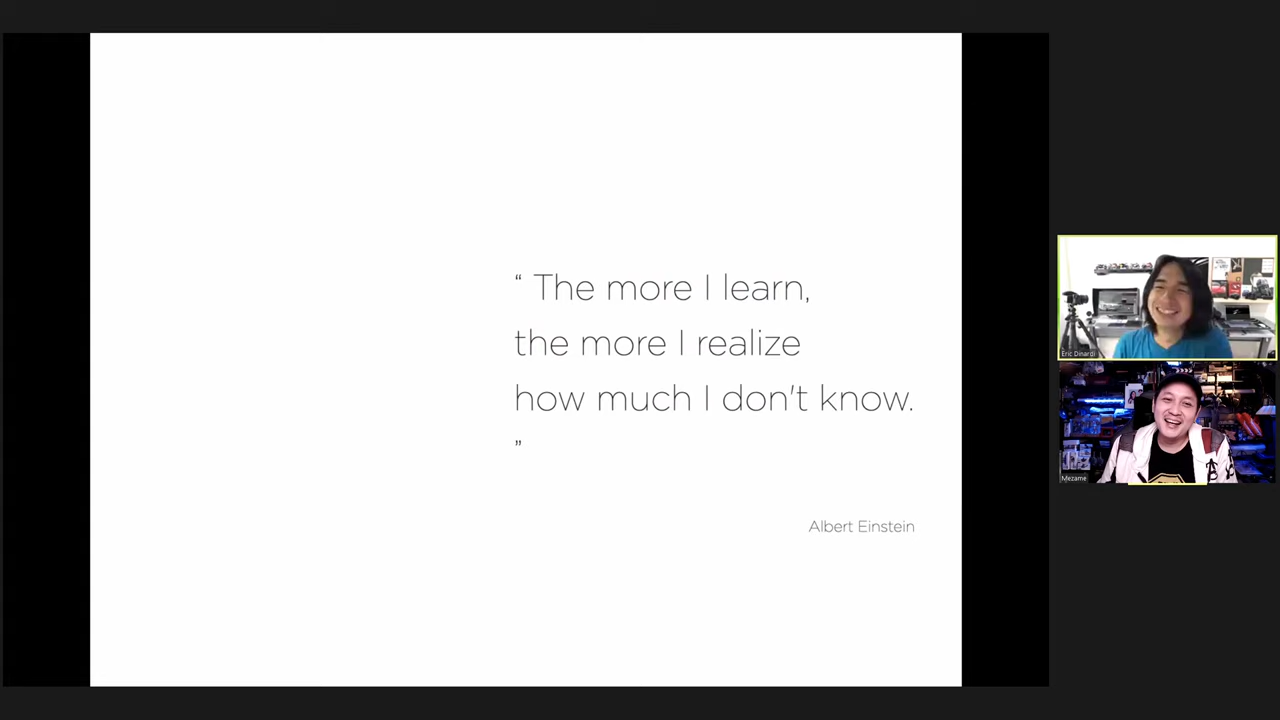 “ The more I learn,
the more I realize
how much I don't know.
”
Albert Einstein
Eric Dinardi
Mezame